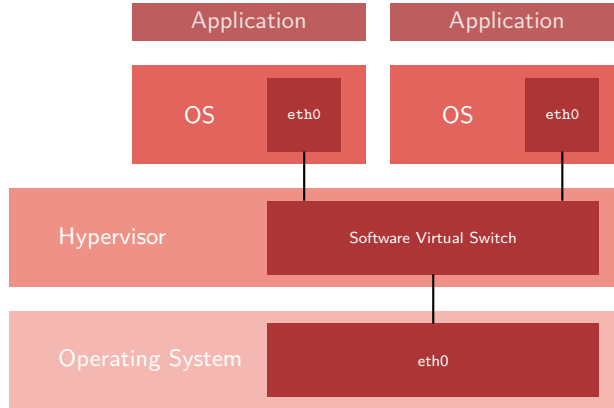 Application
Application
OS
eth0
OS
eth0
Hypervisor
Software Virtual Switch
Operating System
eth0